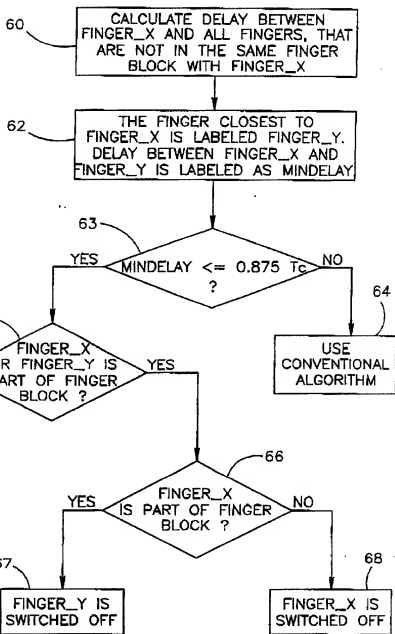 60
CALCULATE DELAY BETWEEN
FINGER_X AND ALL FINGERS, THAT
ARE NOT IN THE SAME FINGER
BLOCK WITH FINGER_X
62
THE FINGER CLOSEST TO
FINGER_X IS LABELED FINGER_Y.
DELAY BETWEEN FINGER_X AND
FINGER_Y IS LABELED AS MINDELAY
63
YES
MINDELAY <= 0.875 Tc
?
NO
64
USE
CONVENTIONAL
ALGORITHM
FINGER_X
R FINGER_Y IS
ART OF FINGER
BLOCK ?
YES
66
YES
FINGER_X
IS PART OF FINGER
BLOCK ?
NO
67
FINGER_Y IS
SWITCHED OFF
68
FINGER_X IS
SWITCHED OFF